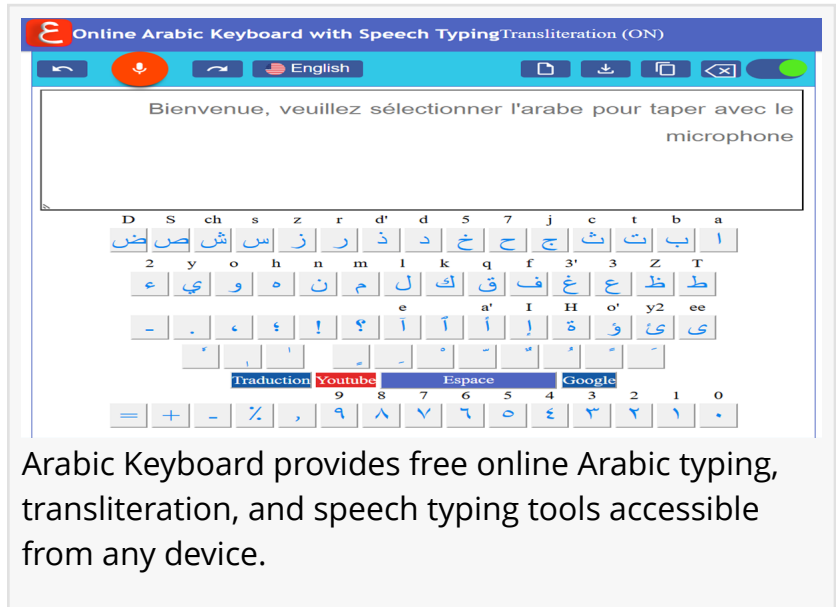 ع Online Arabic Keyboard with Speech Typing Transliteration (ON)
English
Bienvenue, veuillez sélectionner l'arabe pour taper avec le
microphone
D S ch s z r d' d 5 7 j c t b a
ض ص ش س ز ر ذ د خ ح ج ث ت ب ا
2 y o h n m l k q f 3' 3 Z T
ء ي و ه ن م ل ك ق ف غ ع ظ ط
e a' I H o' y2 ee
- . ، ؛ ! ؟ آ أ إ ة ؤ ئ ى
Traduction Youtube Espace Google
9 8 7 6 5 4 3 2 1 0
= + - ٪ , ٩ ٨ ٧ ٦ ٥ ٤ ٣ ٢ ١ ٠
Arabic Keyboard provides free online Arabic typing,
transliteration, and speech typing tools accessible
from any device.